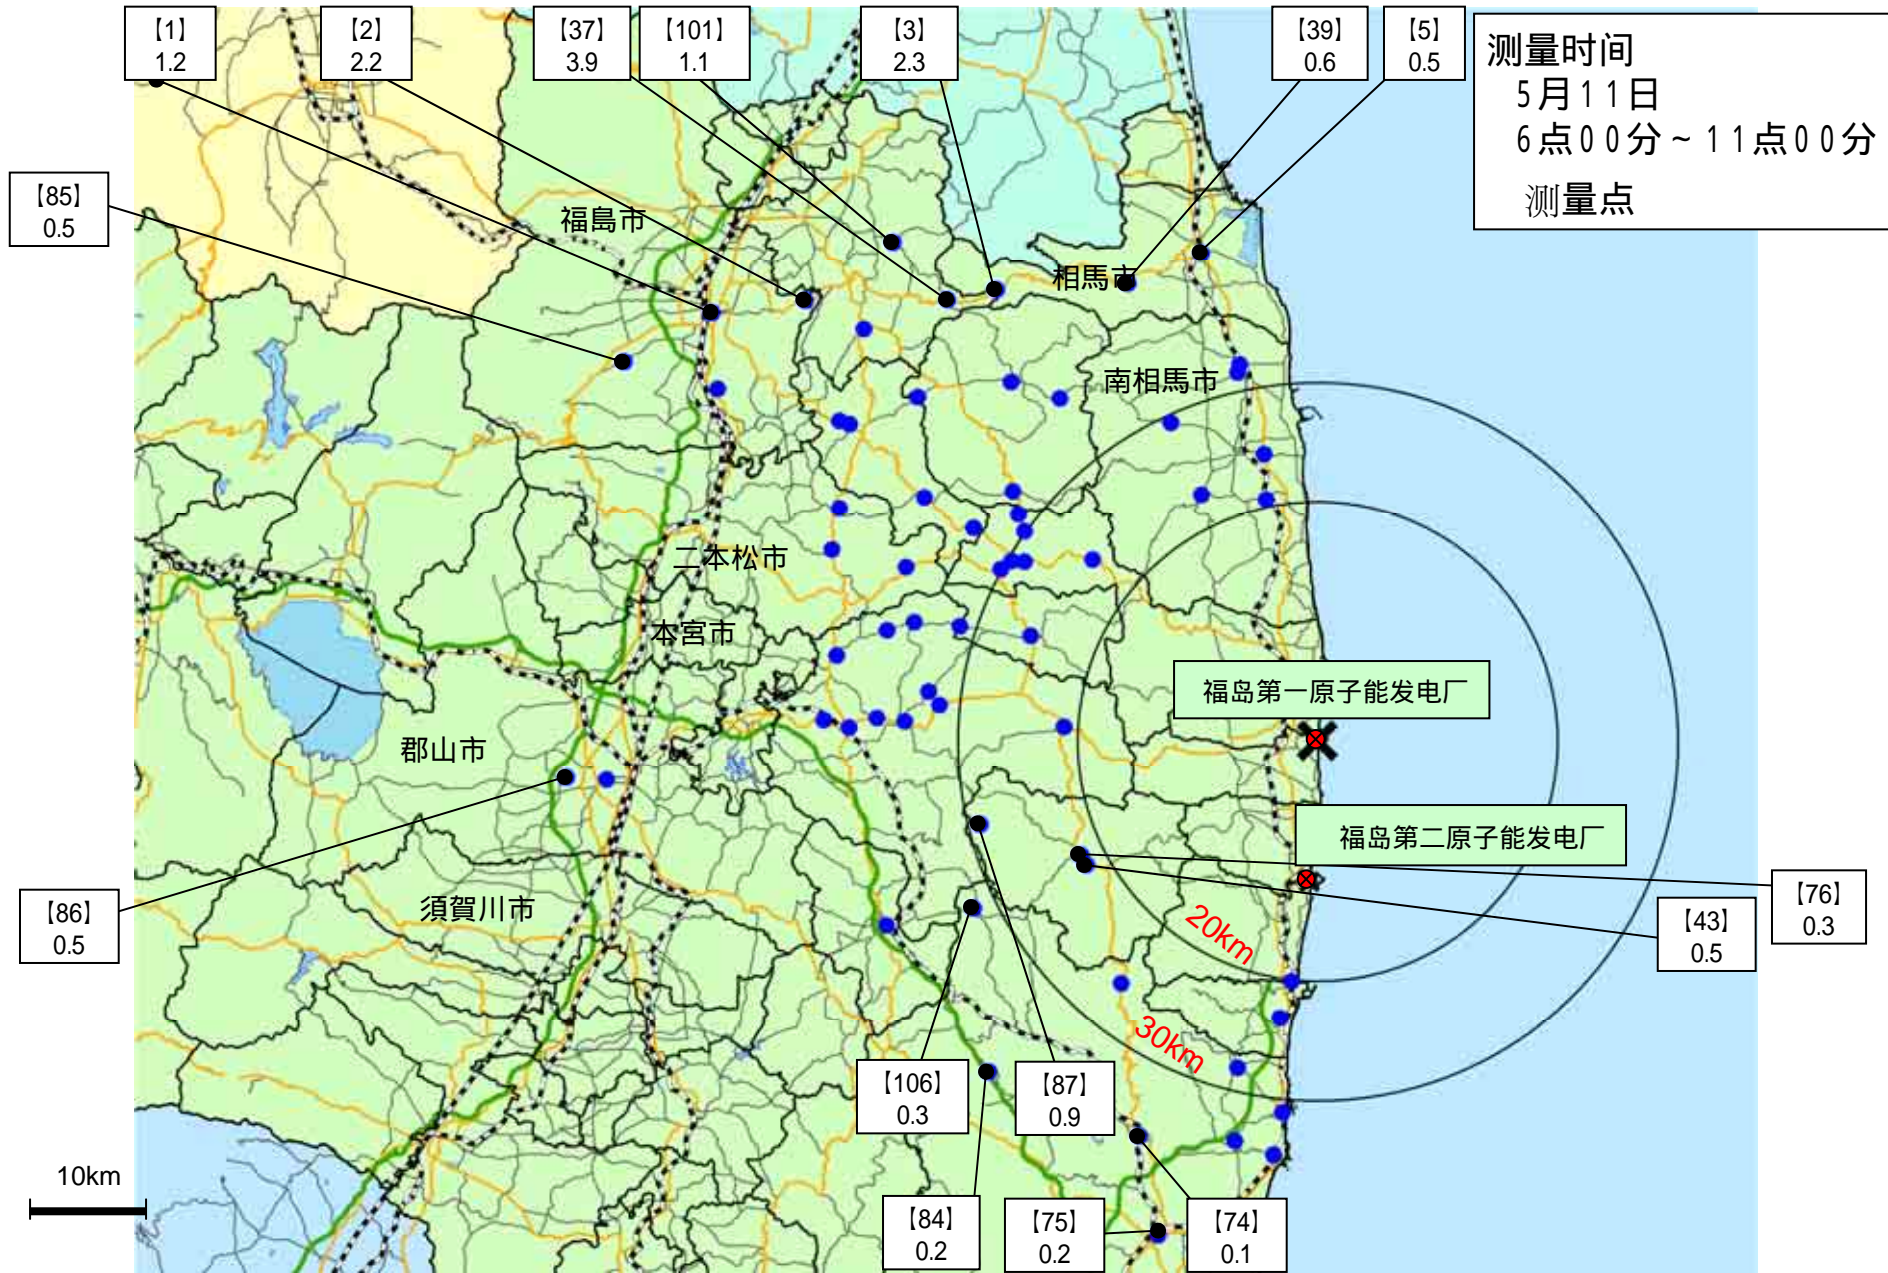 【1】
1.2
【2】
2.2
【37】
3.9
【101】
1.1
【3】
2.3
【39】
0.6
【5】
0.5
测量时间
5月11日
6点00分~11点00分
测量点
【85】
0.5
福島市
相馬市
南相馬市
二本松市
本宮市
福岛第一原子能发电厂
郡山市
福岛第二原子能发电厂
【86】
0.5
須賀川市
【76】
0.3
【43】
0.5
20km
30km
【106】
0.3
【87】
0.9
10km
【84】
0.2
【75】
0.2
【74】
0.1